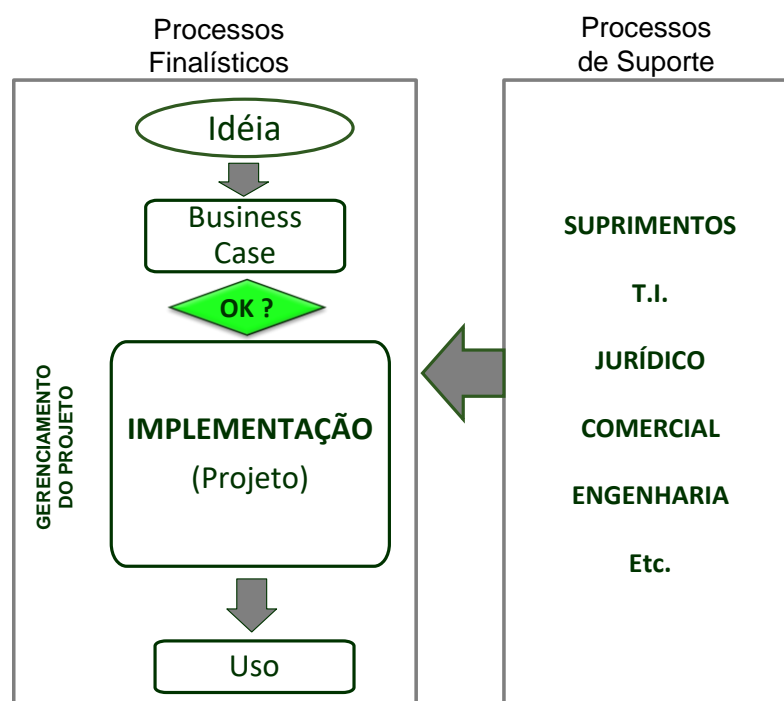 Processos
Finalísticos
Idéia
Business
Case
OK ?
GERENCIAMENTO
DO PROJETO
IMPLEMENTAÇÃO
(Projeto)
Uso
Processos
de Suporte
SUPRIMENTOS
T.I.
JURÍDICO
COMERCIAL
ENGENHARIA
Etc.